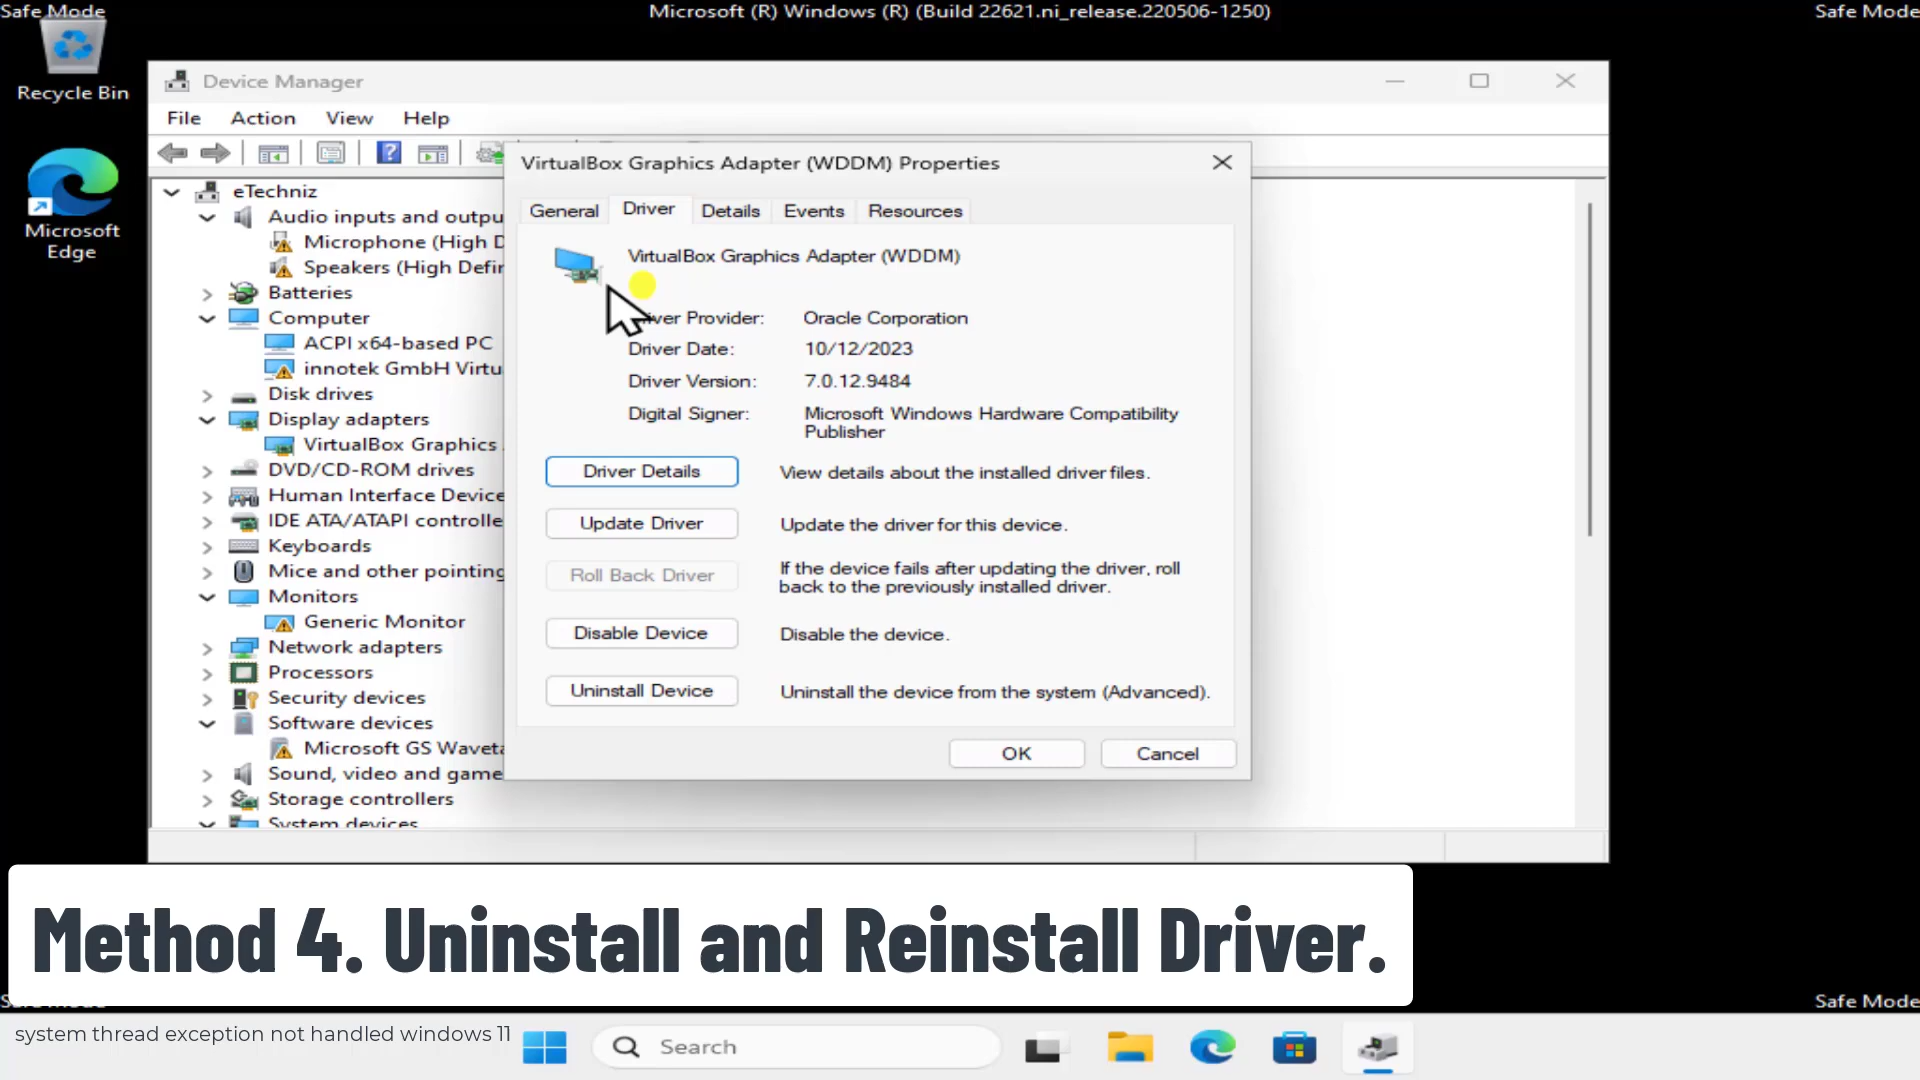 Safe Mode
Microsoft (R) Windows (R) (Build 22621.ni_release.220506-1250)
Safe Mode
Recycle Bin
Microsoft
Edge
Device Manager
File Action View Help
eTechniz
Audio inputs and outpu
Microphone (High D
Speakers (High Defin
Batteries
Computer
ACPI x64-based PC
innotek GmbH Virtu
Disk drives
Display adapters
VirtualBox Graphics
DVD/CD-ROM drives
Human Interface Device
IDE ATA/ATAPI controlle
Keyboards
Mice and other pointing
Monitors
Generic Monitor
Network adapters
Processors
Security devices
Software devices
Microsoft GS Waveta
Sound, video and game
Storage controllers
System devices
VirtualBox Graphics Adapter (WDDM) Properties
General Driver Details Events Resources
VirtualBox Graphics Adapter (WDDM)
iver Provider: Oracle Corporation
Driver Date: 10/12/2023
Driver Version: 7.0.12.9484
Digital Signer: Microsoft Windows Hardware Compatibility
Publisher
Driver Details View details about the installed driver files.
Update Driver Update the driver for this device.
Roll Back Driver If the device fails after updating the driver, roll
back to the previously installed driver.
Disable Device Disable the device.
Uninstall Device Uninstall the device from the system (Advanced).
OK Cancel
Method 4. Uninstall and Reinstall Driver.
Safe Mode
system thread exception not handled windows 11
Search